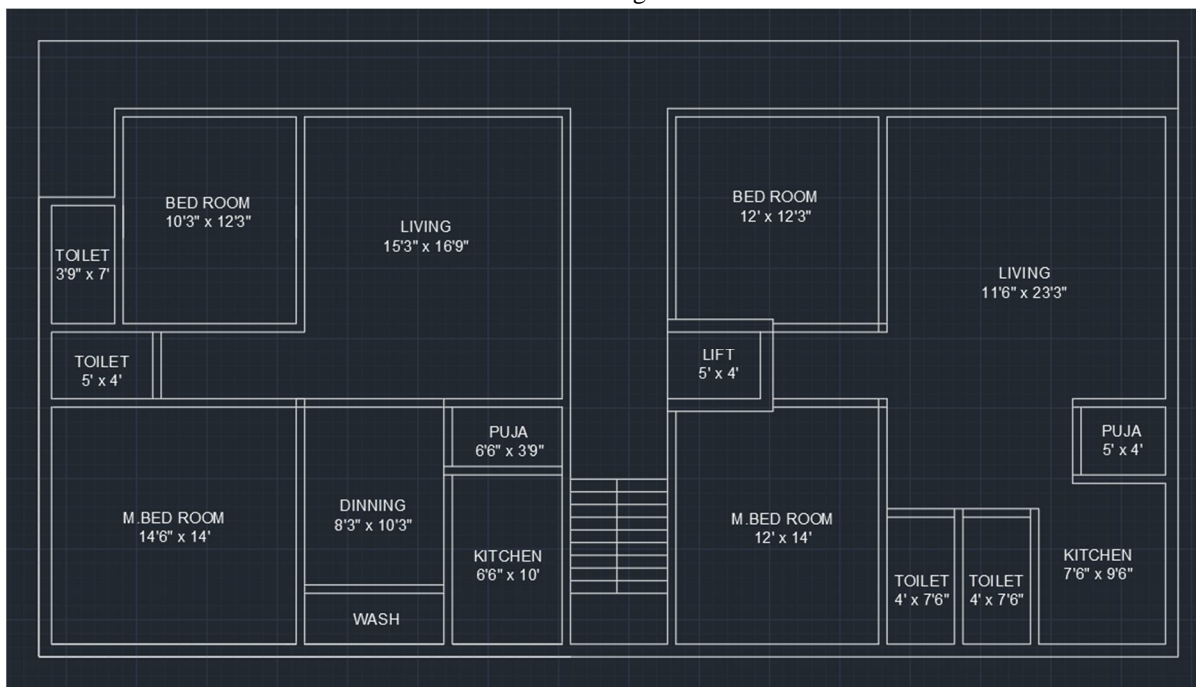 BED ROOM
10'3" x 12'3"
LIVING
15'3" x 16'9"
TOILET
3'9" x 7'
TOILET
5' x 4'
M.BED ROOM
14'6" x 14'
DINNING
8'3" x 10'3"
WASH
PUJA
6'6" x 3'9"
KITCHEN
6'6" x 10'
BED ROOM
12' x 12'3"
LIVING
11'6" x 23'3"
LIFT
5' x 4'
M.BED ROOM
12' x 14'
TOILET
4' x 7'6"
TOILET
4' x 7'6"
PUJA
5' x 4'
KITCHEN
7'6" x 9'6"